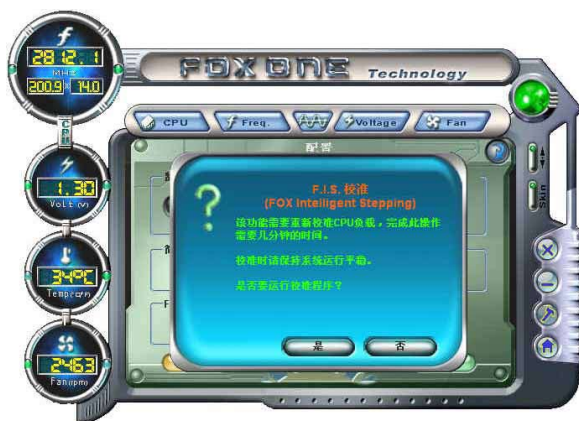 2812.1
MHz
200.9 x 14.0
CPU
1.30
Volt(v)
34°C
Temp(c/F)
2463
Fan(rpm)
FOX ONE Technology
CPU
Freq.
Voltage
Fan
配置
F.I.S. 校准
(FOX Intelligent Stepping)
该功能需要重新校准CPU负载，完成此操作
需要几分钟的时间。
校准时请保持系统运行平稳。
是否要运行校准程序？
是
否
Skin